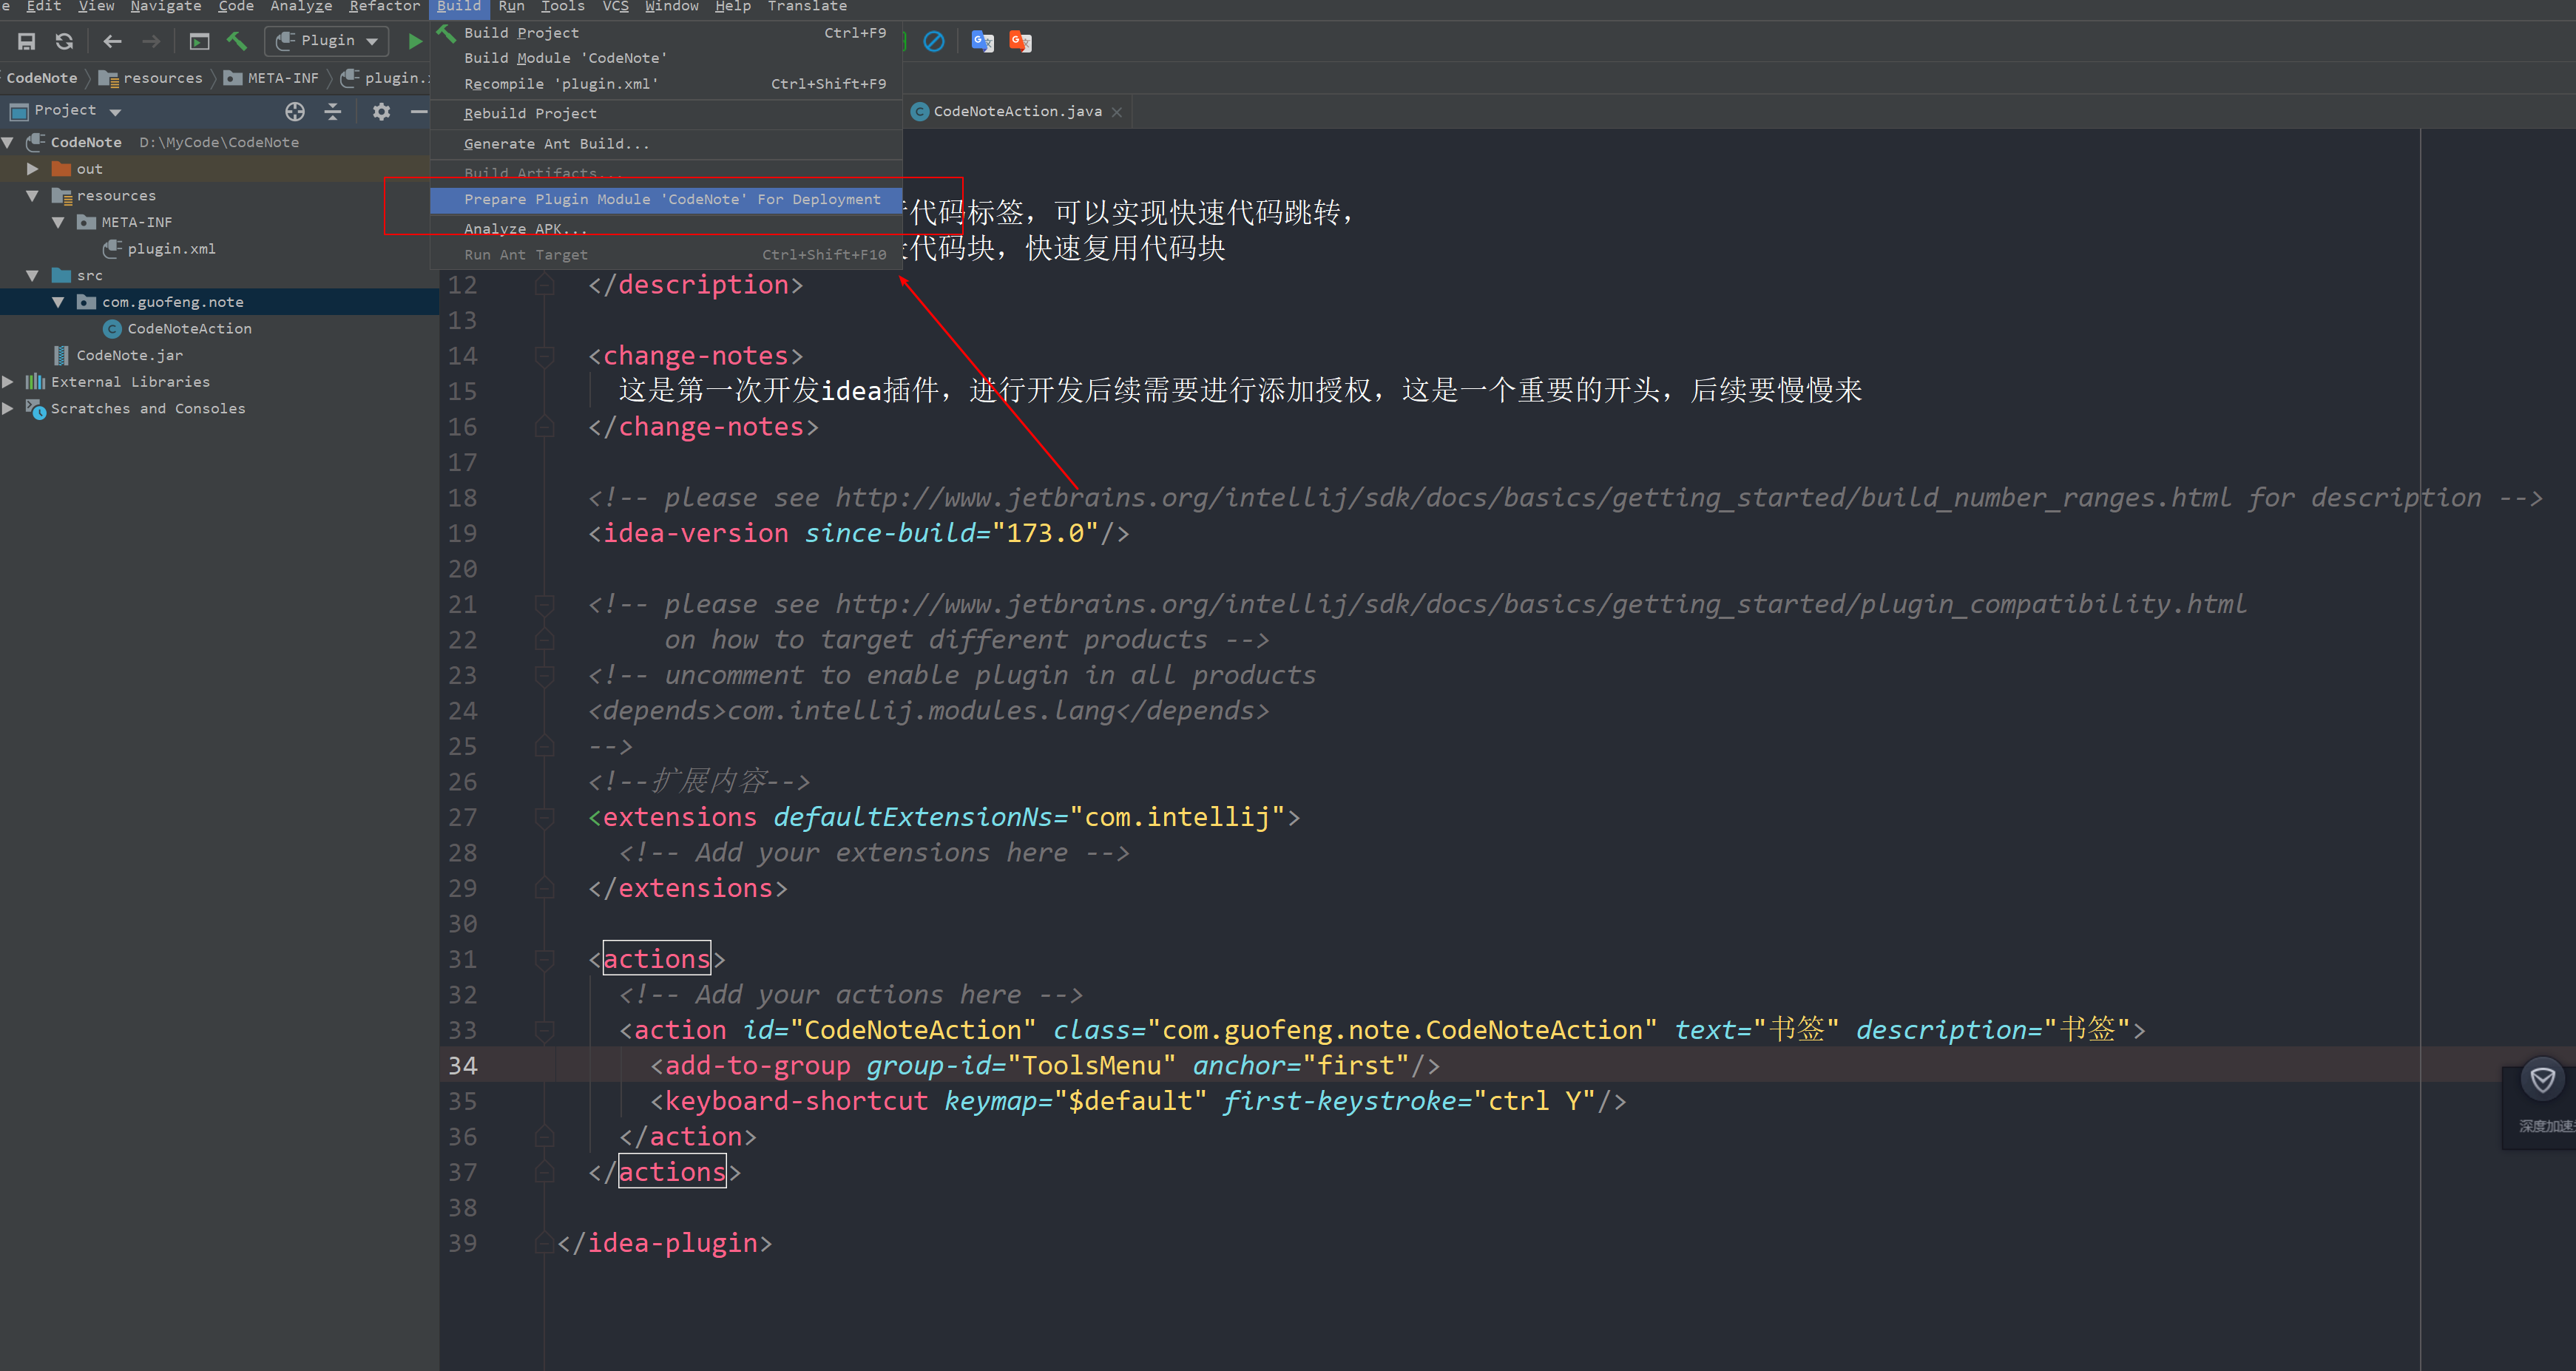 e Edit View Navigate Code Analyze Refactor Build Run Tools VCS Window Help Translate
Plugin
CodeNote resources META-INF plugin.
Project
CodeNote D:\MyCode\CodeNote
out
resources
META-INF
plugin.xml
src
com.guofeng.note
CodeNoteAction
CodeNote.jar
External Libraries
Scratches and Consoles
Build Project Ctrl+F9
Build Module 'CodeNote'
Recompile 'plugin.xml' Ctrl+Shift+F9
Rebuild Project
Generate Ant Build...
Build Artifacts...
Prepare Plugin Module 'CodeNote' For Deployment
Analyze APK...
Run Ant Target Ctrl+Shift+F10
CodeNoteAction.java
代码标签，可以实现快速代码跳转，
代码块，快速复用代码块
12 </description>
13
14 <change-notes>
15 这是第一次开发idea插件，进行开发后续需要进行添加授权，这是一个重要的开头，后续要慢慢来
16 </change-notes>
17
18 <!-- please see http://www.jetbrains.org/intellij/sdk/docs/basics/getting_started/build_number_ranges.html for description -->
19 <idea-version since-build="173.0"/>
20
21 <!-- please see http://www.jetbrains.org/intellij/sdk/docs/basics/getting_started/plugin_compatibility.html
22 on how to target different products -->
23 <!-- uncomment to enable plugin in all products
24 <depends>com.intellij.modules.lang</depends>
25 -->
26 <!--扩展内容-->
27 <extensions defaultExtensionNs="com.intellij">
28 <!-- Add your extensions here -->
29 </extensions>
30
31 <actions>
32 <!-- Add your actions here -->
33 <action id="CodeNoteAction" class="com.guofeng.note.CodeNoteAction" text="书签" description="书签">
34 <add-to-group group-id="ToolsMenu" anchor="first"/>
35 <keyboard-shortcut keymap="$default" first-keystroke="ctrl Y"/>
36 </action>
37 </actions>
38
39 </idea-plugin>
深度加速